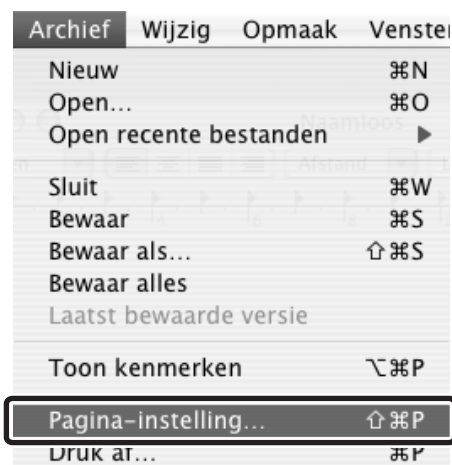 Archief Wijzig Opmaak Venster
Nieuw ⌘N
Open... ⌘O
Open recente bestanden ▶
Sluit ⌘W
Bewaar ⌘S
Bewaar als... ⇧⌘S
Bewaar alles
Laatst bewaarde versie
Toon kenmerken ⌥⌘P
Pagina-instelling... ⇧⌘P
Druk af... ⌘P